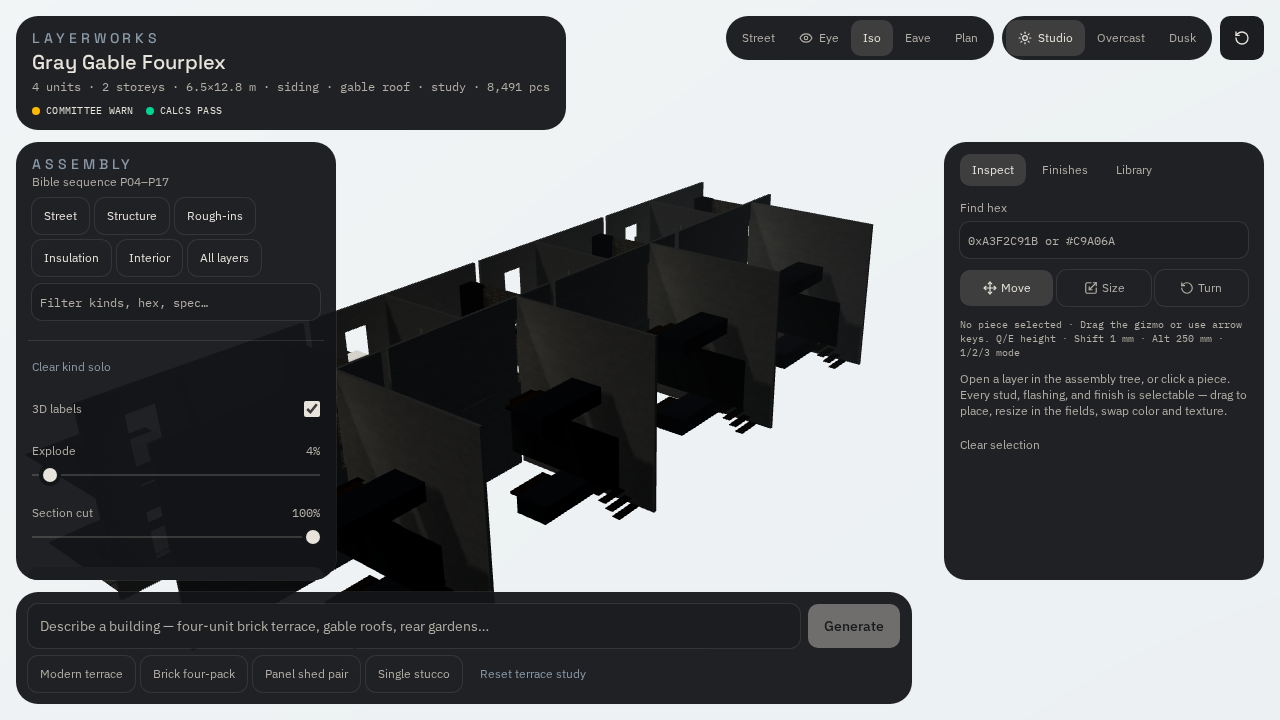 LAYERWORKS
Gray Gable Fourplex
4 units · 2 storeys · 6.5×12.8 m · siding · gable roof · study · 8,491 pcs
COMMITTEE WARN CALCS PASS
Street Eye Iso Eave Plan
Studio Overcast Dusk
ASSEMBLY
Bible sequence P04–P17
Street Structure Rough-ins
Insulation Interior All layers
Filter kinds, hex, spec…
Clear kind solo
3D labels
Explode 4%
Section cut 100%
Inspect Finishes Library
Find hex
0xA3F2C91B or #C9A06A
Move Size Turn
No piece selected · Drag the gizmo or use arrow
keys. Q/E height · Shift 1 mm · Alt 250 mm ·
1/2/3 mode
Open a layer in the assembly tree, or click a piece.
Every stud, flashing, and finish is selectable — drag to
place, resize in the fields, swap color and texture.
Clear selection
Describe a building — four-unit brick terrace, gable roofs, rear gardens…
Generate
Modern terrace Brick four-pack Panel shed pair Single stucco Reset terrace study